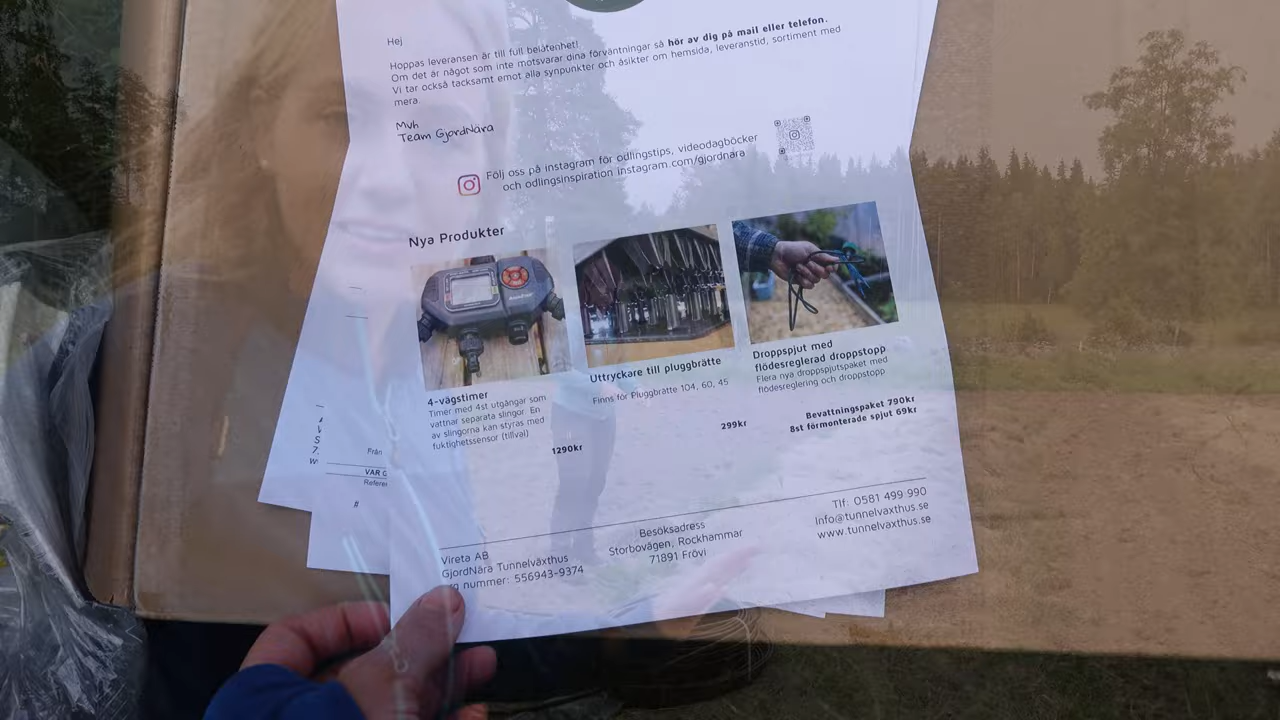 Hej
Hoppas leveransen är till full belåtenhet!
Om det är något som inte motsvarar dina förväntningar så hör av dig på mail eller telefon.
Vi tar också tacksamt emot alla synpunkter och åsikter om hemsida, leveranstid, sortiment med
mera.
Mvh
Team GjordNära
Följ oss på instagram för odlingstips, videodagböcker
och odlingsinspiration instagram.com/gjordnara
Nya Produkter
4-vägstimer
Timer med 4st utgångar som
vattnar separata slingor. En
av slingorna kan styras med
fuktighetssensor (tillval)
1290kr
Uttryckare till pluggbrätte
Finns för Pluggbrätte 104, 60, 45
299kr
Droppspjut med
flödesreglerad droppstopp
Flera nya droppspjutspaket med
flödesreglering och droppstopp
Bevattningspaket 790kr
8st förmonterade spjut 69kr
Från
VAR
#
Vireta AB
GjordNära Tunnelväxthus
nummer: 556943-9374
Besöksadress
Storbovägen, Rockhammar
71891 Frövi
Tlf: 0581 499 990
Info@tunnelvaxthus.se
www.tunnelvaxthus.se